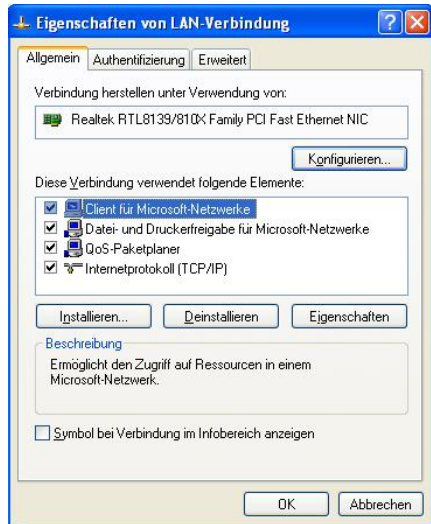 Eigenschaften von LAN-Verbindung
Allgemein Authentifizierung Erweitert
Verbindung herstellen unter Verwendung von:
Realtek RTL8139/810X Family PCI Fast Ethernet NIC
Konfigurieren...
Diese Verbindung verwendet folgende Elemente:
Client für Microsoft-Netzwerke
Datei- und Druckerfreigabe für Microsoft-Netzwerke
QoS-Paketplaner
Internetprotokoll (TCP/IP)
Installieren... Deinstallieren Eigenschaften
Beschreibung
Ermöglicht den Zugriff auf Ressourcen in einem
Microsoft-Netzwerk.
Symbol bei Verbindung im Infobereich anzeigen
OK Abbrechen